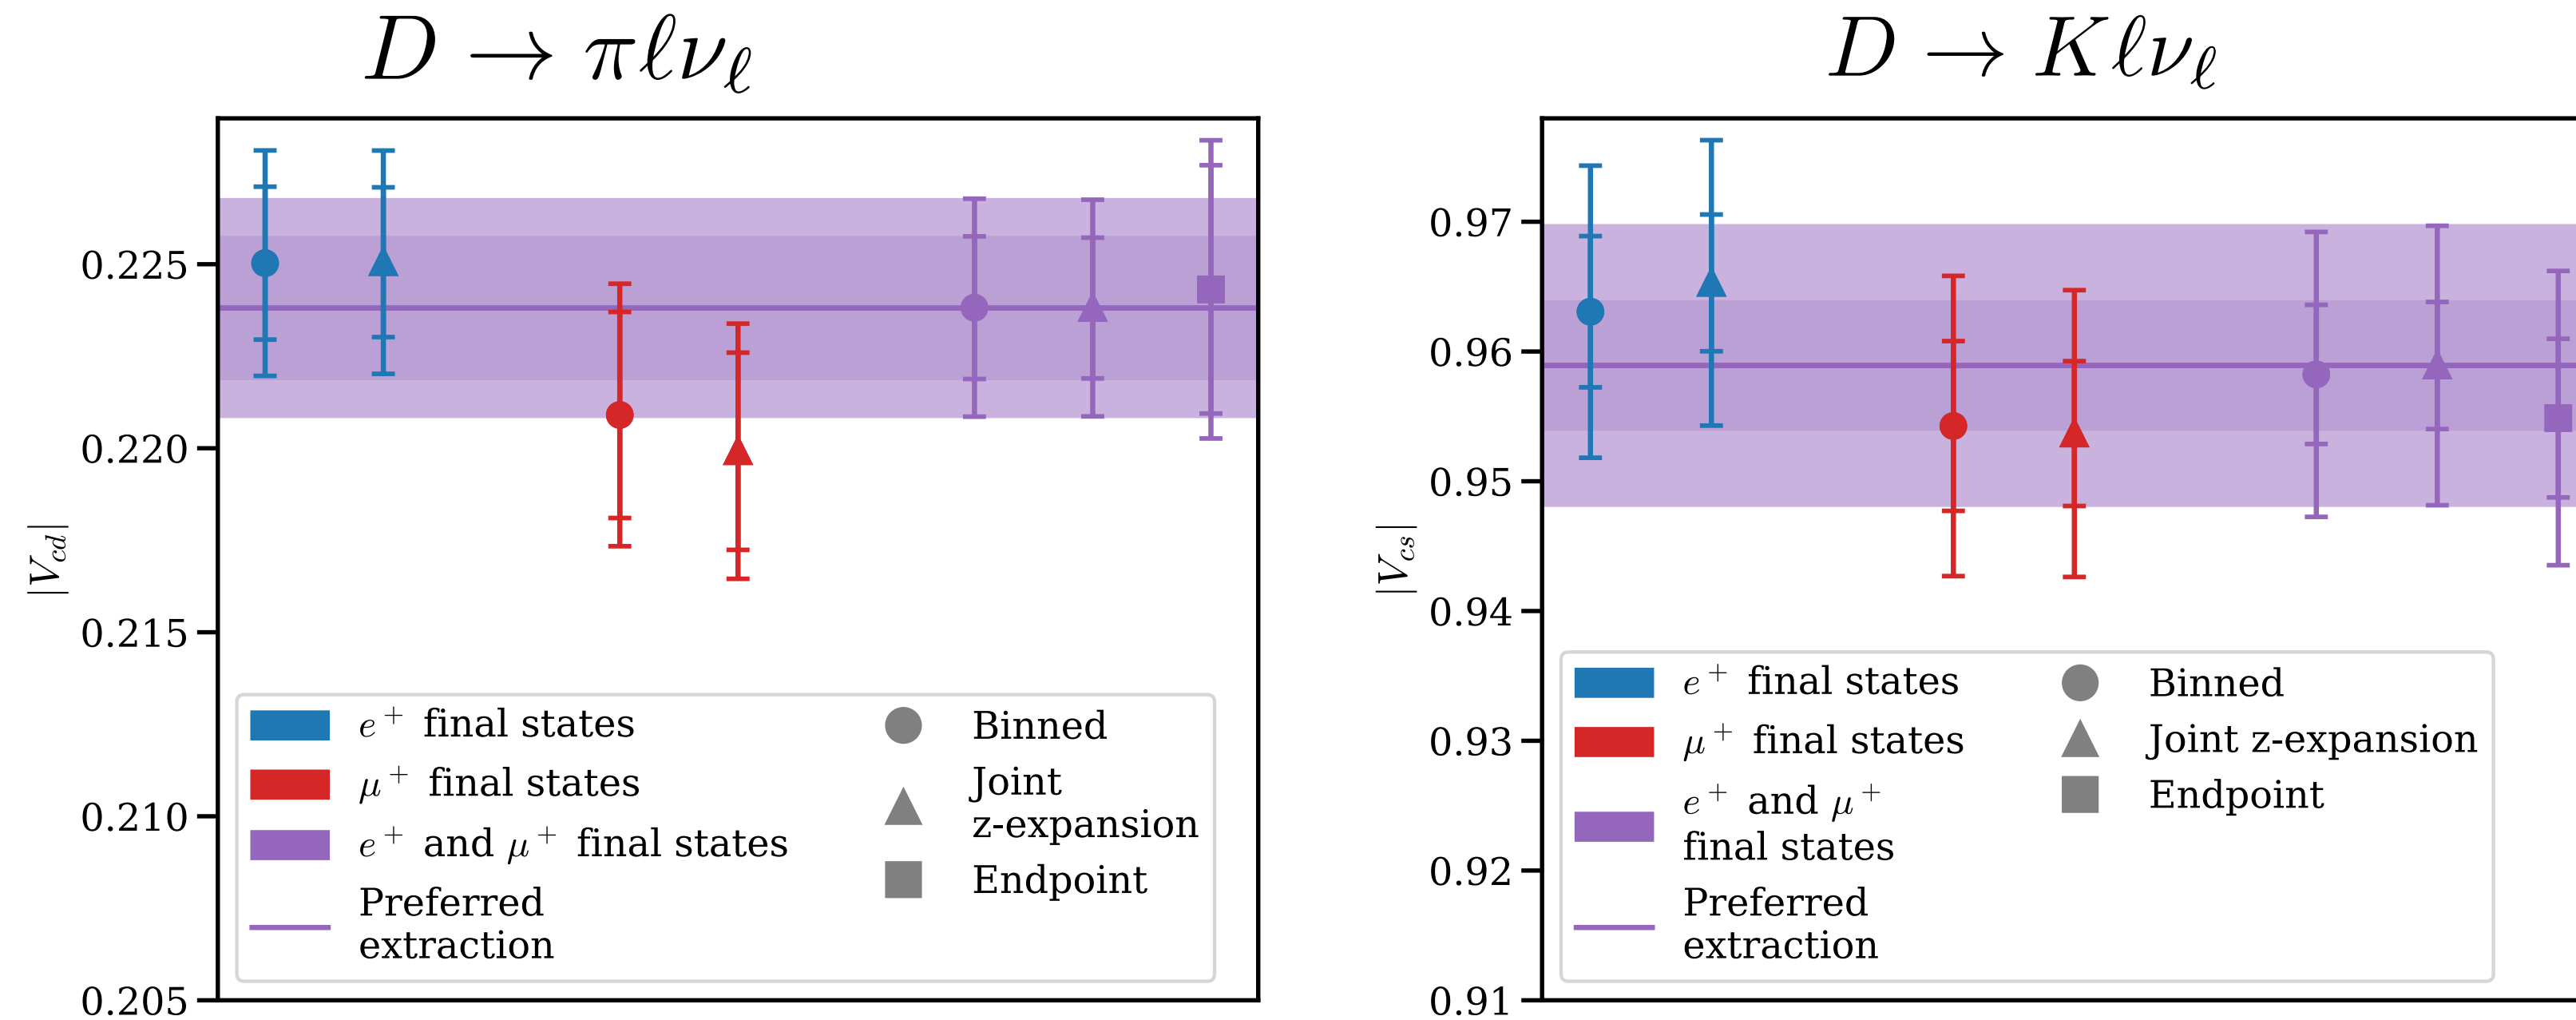 D → πℓν_ℓ
|V_cd|
0.225
0.220
0.215
0.210
0.205
e⁺ final states
μ⁺ final states
e⁺ and μ⁺ final states
Preferred
extraction
Binned
Joint
z-expansion
Endpoint
D → Kℓν_ℓ
|V_cs|
0.97
0.96
0.95
0.94
0.93
0.92
0.91
e⁺ final states
μ⁺ final states
e⁺ and μ⁺
final states
Preferred
extraction
Binned
Joint z-expansion
Endpoint